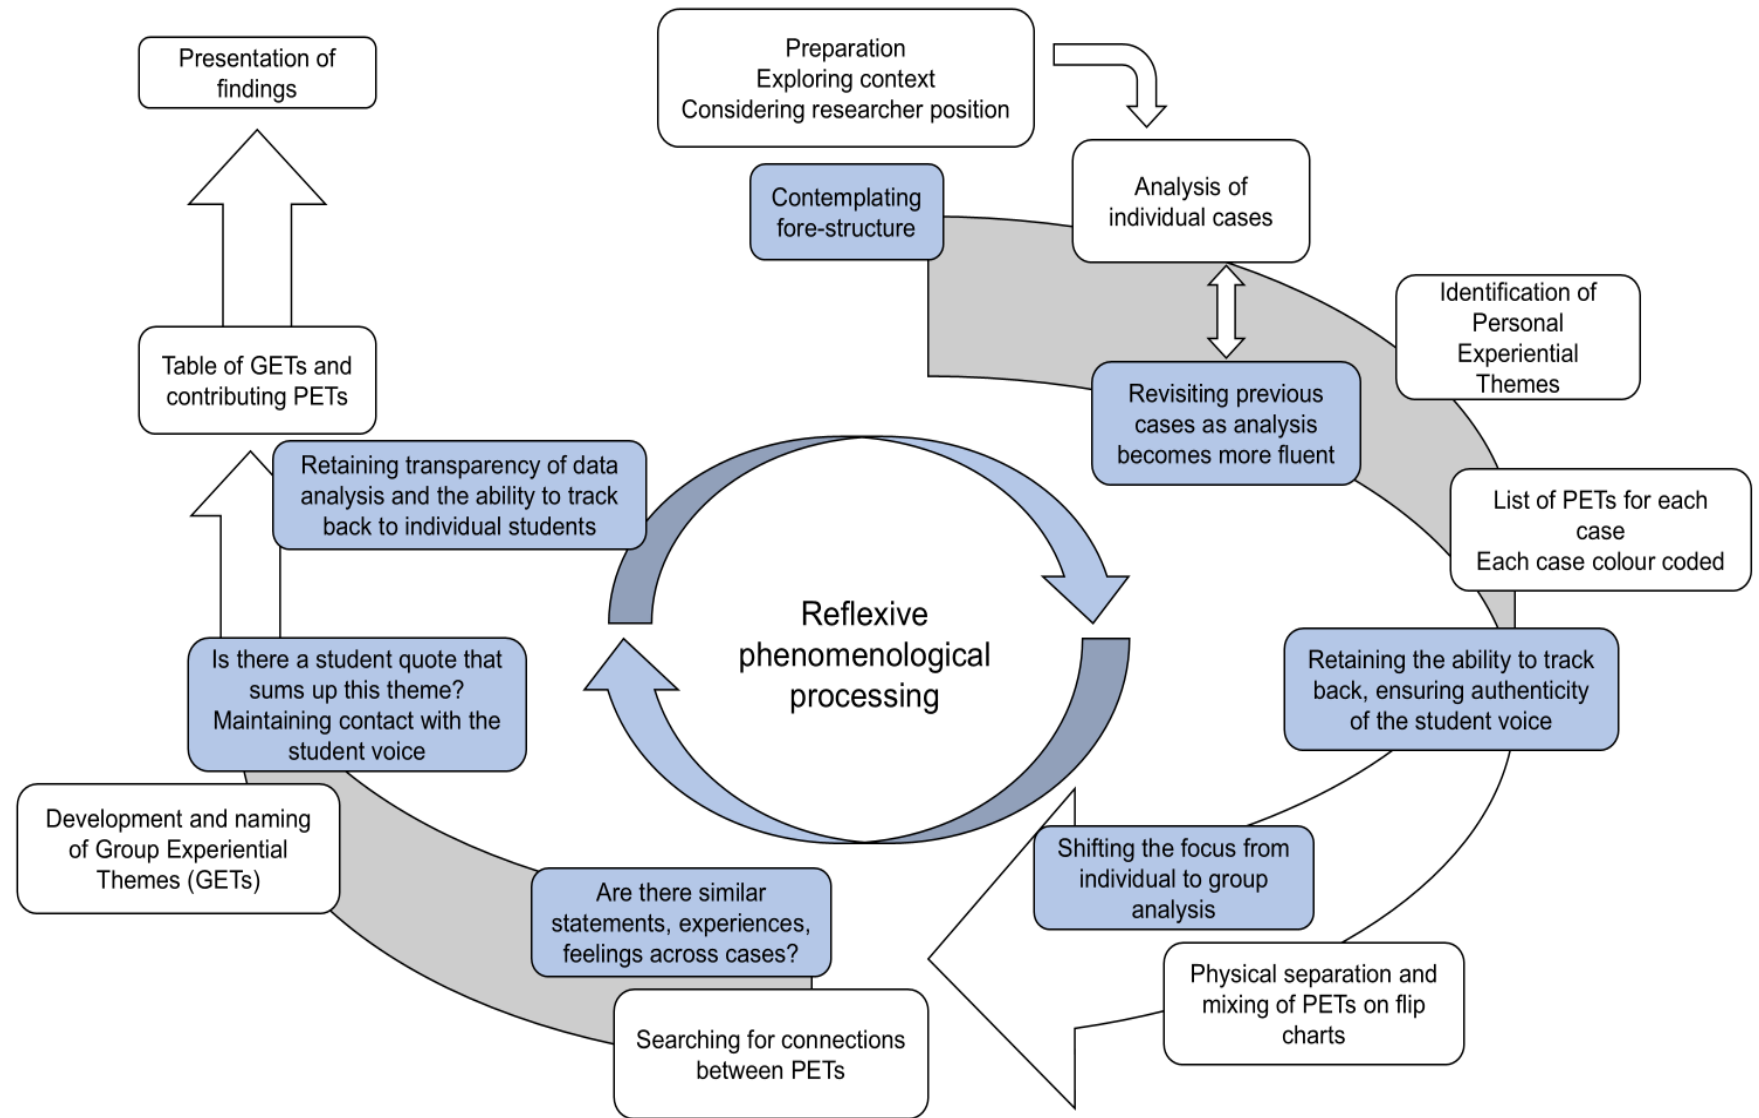 Presentation of
findings
Preparation
Exploring context
Considering researcher position
Contemplating
fore-structure
Analysis of
individual cases
Identification of
Personal
Experiential
Themes
Revisiting previous
cases as analysis
becomes more fluent
List of PETs for each
case
Each case colour coded
Retaining the ability to track
back, ensuring authenticity
of the student voice
Shifting the focus from
individual to group
analysis
Physical separation and
mixing of PETs on flip
charts
Searching for connections
between PETs
Are there similar
statements, experiences,
feelings across cases?
Development and naming
of Group Experiential
Themes (GETs)
Is there a student quote that
sums up this theme?
Maintaining contact with the
student voice
Retaining transparency of data
analysis and the ability to track
back to individual students
Table of GETs and
contributing PETs
Reflexive
phenomenological
processing